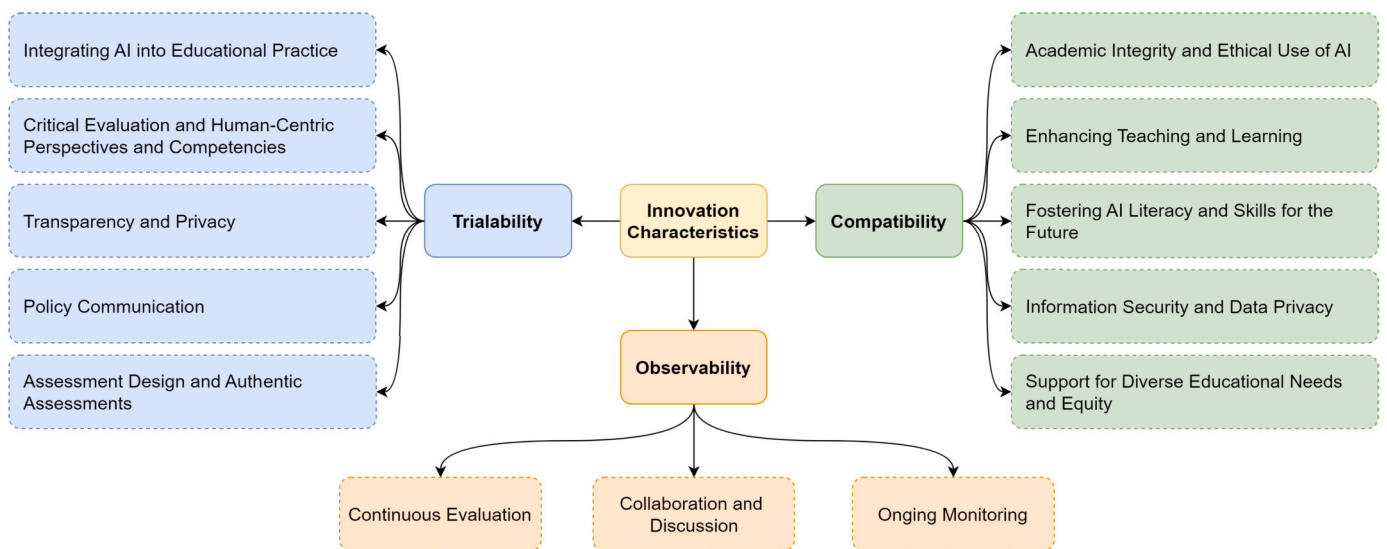 Integrating AI into Educational Practice
Critical Evaluation and Human-Centric
Perspectives and Competencies
Transparency and Privacy
Policy Communication
Assessment Design and Authentic
Assessments
Trialability
Innovation
Characteristics
Compatibility
Observability
Academic Integrity and Ethical Use of AI
Enhancing Teaching and Learning
Fostering AI Literacy and Skills for the
Future
Information Security and Data Privacy
Support for Diverse Educational Needs
and Equity
Continuous Evaluation
Collaboration and
Discussion
Onging Monitoring